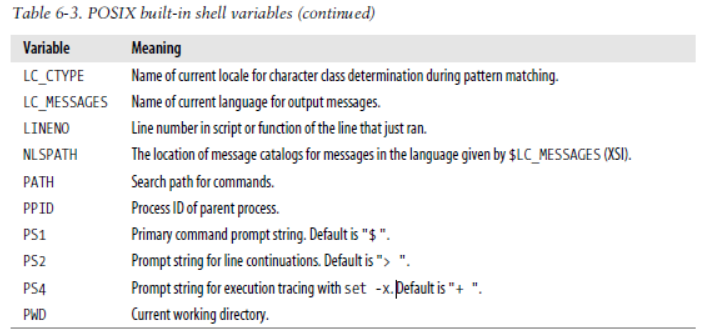 Table 6-3. POSIX built-in shell variables (continued)
Variable Meaning
LC_CTYPE Name of current locale for character class determination during pattern matching.
LC_MESSAGES Name of current language for output messages.
LINENO Line number in script or function of the line that just ran.
NLSPATH The location of message catalogs for messages in the language given by $LC_MESSAGES (XSI).
PATH Search path for commands.
PPID Process ID of parent process.
PS1 Primary command prompt string. Default is "$ ".
PS2 Prompt string for line continuations. Default is "> ".
PS4 Prompt string for execution tracing with set -x. Default is "+ ".
PWD Current working directory.